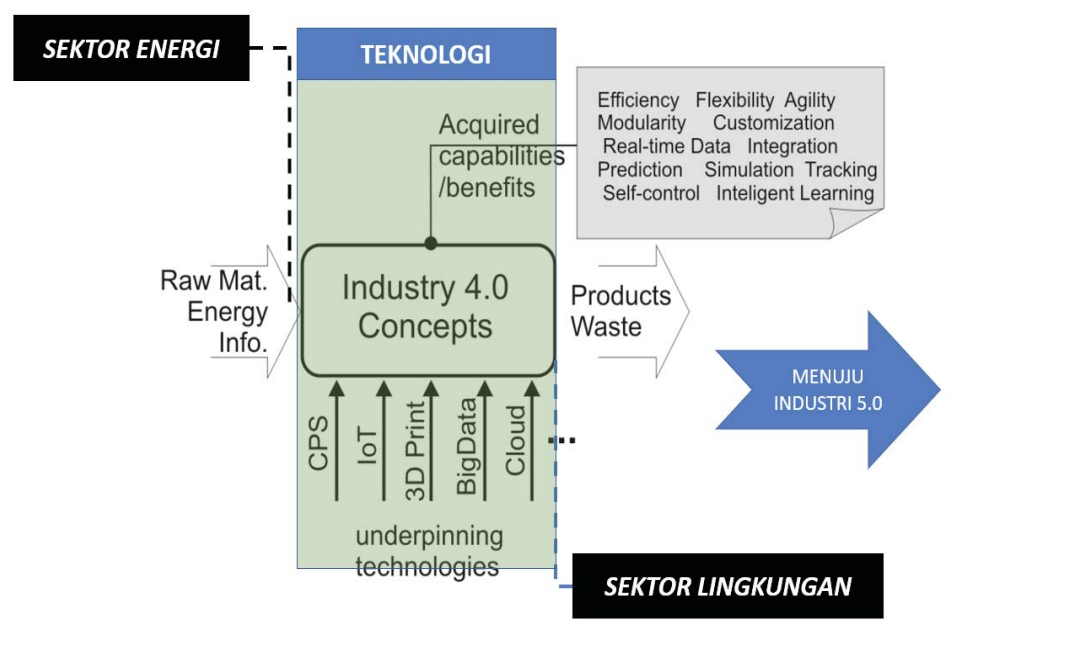 SEKTOR ENERGI
TEKNOLOGI
Acquired
capabilities
/benefits
Efficiency Flexibility Agility
Modularity Customization
Real-time Data Integration
Prediction Simulation Tracking
Self-control Inteligent Learning
Raw Mat.
Energy
Info.
Industry 4.0
Concepts
Products
Waste
MENUJU
INDUSTRI 5.0
CPS
IoT
3D Print
BigData
Cloud
...
underpinning
technologies
SEKTOR LINGKUNGAN